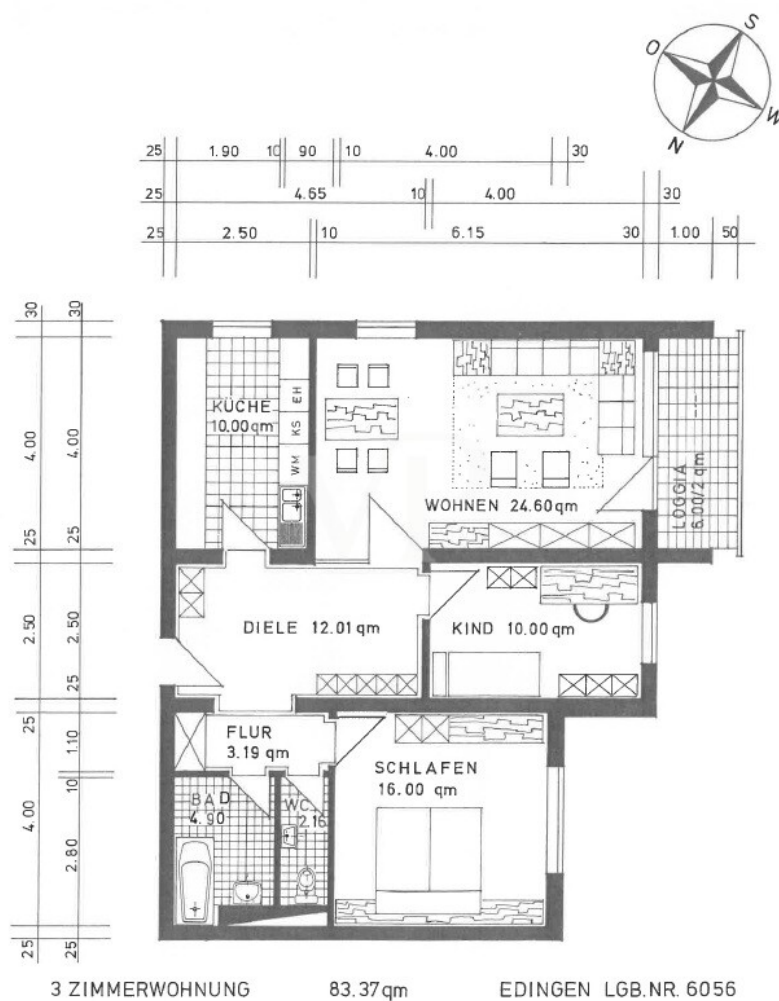 S
O
W
N
25 1.90 10 90 10 4.00 30
25 4.65 10 4.00 30
25 2.50 10 6.15 30 1.00 50
30 30
4.00 4.00
25 25
2.50 2.50
25 25
1.10
4.00 10
2.80
25 25
KÜCHE
10.00 qm
EH
KS
WM
WOHNEN 24.60 qm
LOGGIA
6.00/2 qm
DIELE 12.01 qm
KIND 10.00 qm
FLUR
3.19 qm
SCHLAFEN
16.00 qm
BAD
4.90
WC
2.16
3 ZIMMERWOHNUNG 83.37 qm EDINGEN LGB.NR. 6056